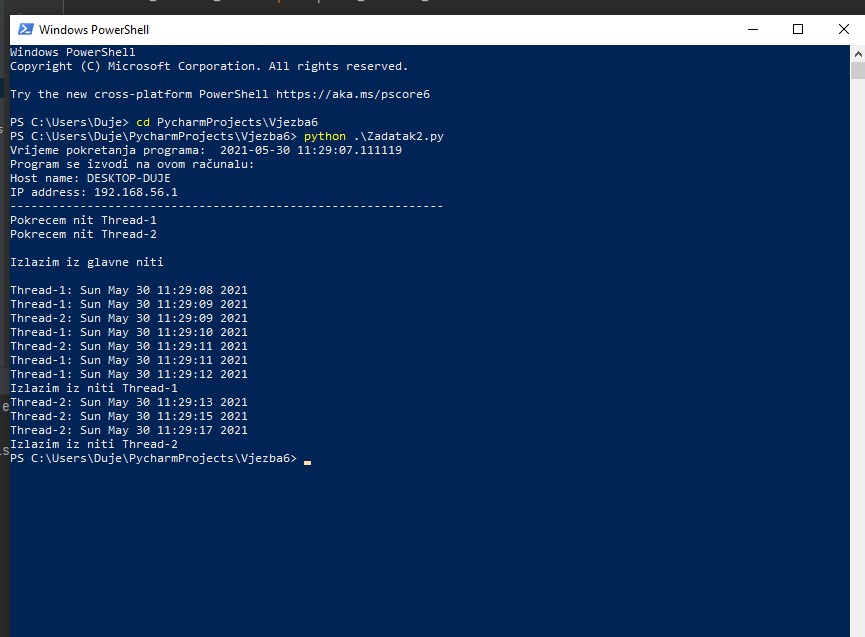 Windows PowerShell
Windows PowerShell
Copyright (C) Microsoft Corporation. All rights reserved.
Try the new cross-platform PowerShell https://aka.ms/pscore6
PS C:\Users\Duje> cd PycharmProjects\Vjezba6
PS C:\Users\Duje\PycharmProjects\Vjezba6> python .\Zadatak2.py
Vrijeme pokretanja programa:  2021-05-30 11:29:07.111119
Program se izvodi na ovom računalu:
Host name: DESKTOP-DUJE
IP address: 192.168.56.1
--------------------------------------------------------------
Pokrecem nit Thread-1
Pokrecem nit Thread-2
Izlazim iz glavne niti
Thread-1: Sun May 30 11:29:08 2021
Thread-1: Sun May 30 11:29:09 2021
Thread-2: Sun May 30 11:29:09 2021
Thread-1: Sun May 30 11:29:10 2021
Thread-2: Sun May 30 11:29:11 2021
Thread-1: Sun May 30 11:29:11 2021
Thread-1: Sun May 30 11:29:12 2021
Izlazim iz niti Thread-1
Thread-2: Sun May 30 11:29:13 2021
Thread-2: Sun May 30 11:29:15 2021
Thread-2: Sun May 30 11:29:17 2021
Izlazim iz niti Thread-2
PS C:\Users\Duje\PycharmProjects\Vjezba6>